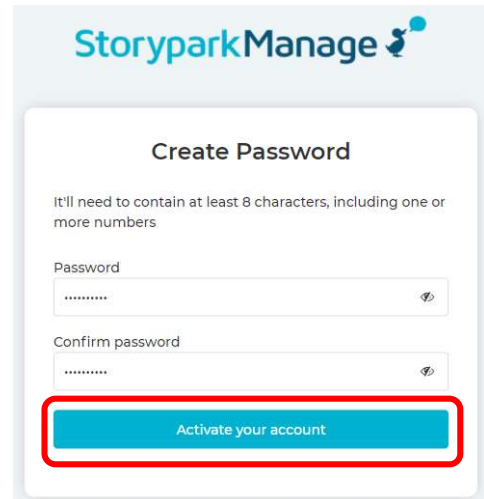 StoryparkManage
Create Password
It'll need to contain at least 8 characters, including one or
more numbers
Password
••••••••••
Confirm password
••••••••••
Activate your account